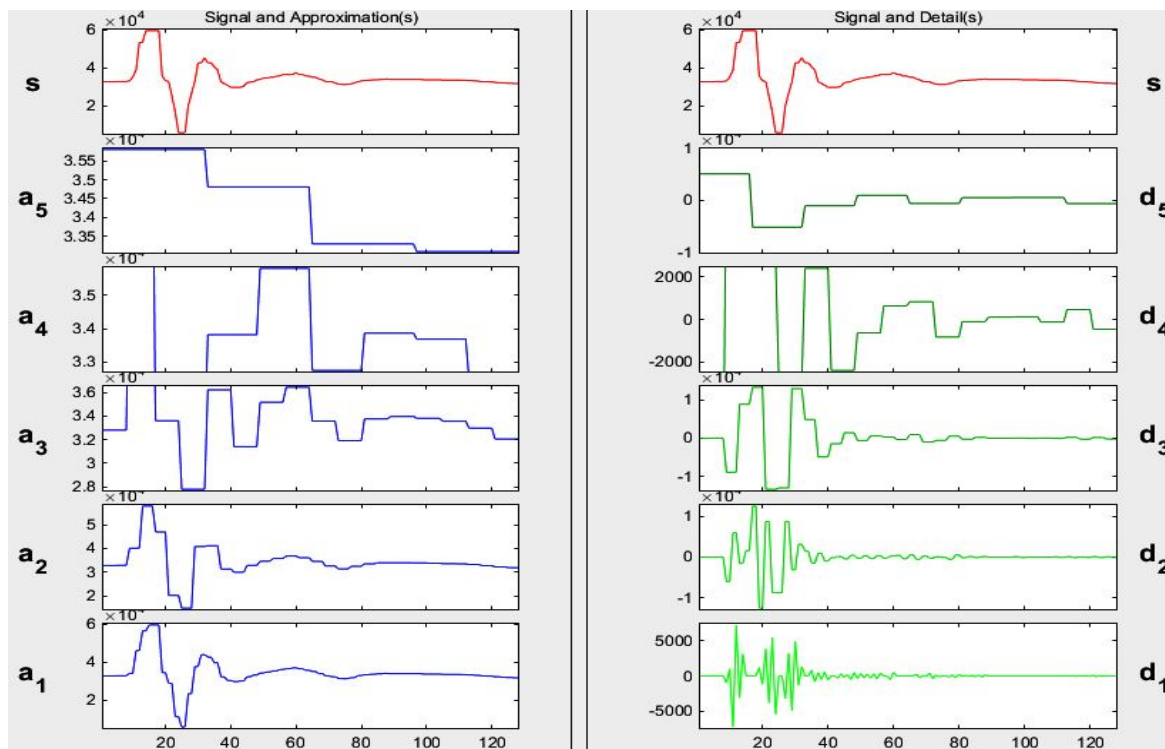 Signal and Approximation(s)
×10⁴
6
s
4
2
×10⁴
3.55
3.5
a₅
3.45
3.4
3.35
3.5
a₄
3.4
3.3
3.6
3.4
a₃
3.2
3
2.8
5
a₂
4
3
2
×10⁴
6
a₁
4
2
20 40 60 80 100 120
Signal and Detail(s)
×10⁴
6
4
s
2
1
0
d₅
-1
2000
0
d₄
-2000
1
0
d₃
-1
1
0
d₂
-1
5000
0
d₁
-5000
20 40 60 80 100 120